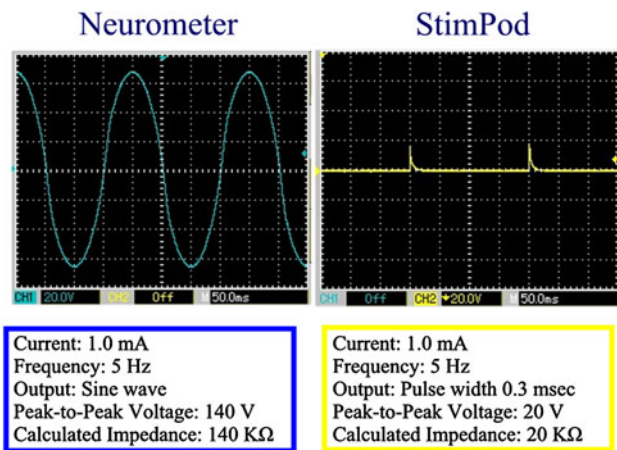 Neurometer
StimPod
CH1 20.0V CH2 Off M 50.0ms
CH1 Off CH2 20.0V M 50.0ms
Current: 1.0 mA
Frequency: 5 Hz
Output: Sine wave
Peak-to-Peak Voltage: 140 V
Calculated Impedance: 140 KΩ
Current: 1.0 mA
Frequency: 5 Hz
Output: Pulse width 0.3 msec
Peak-to-Peak Voltage: 20 V
Calculated Impedance: 20 KΩ